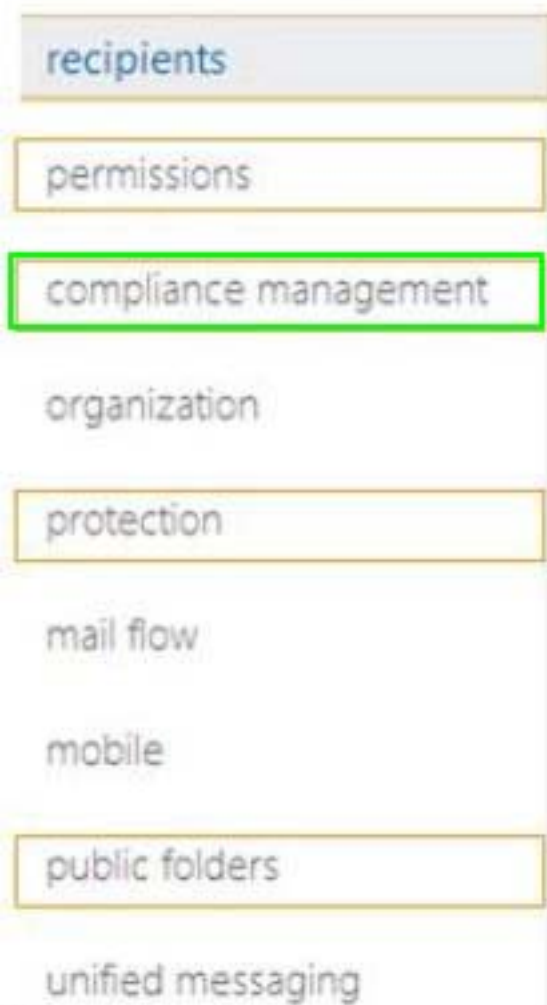 recipients
permissions
compliance management
organization
protection
mail flow
mobile
public folders
unified messaging